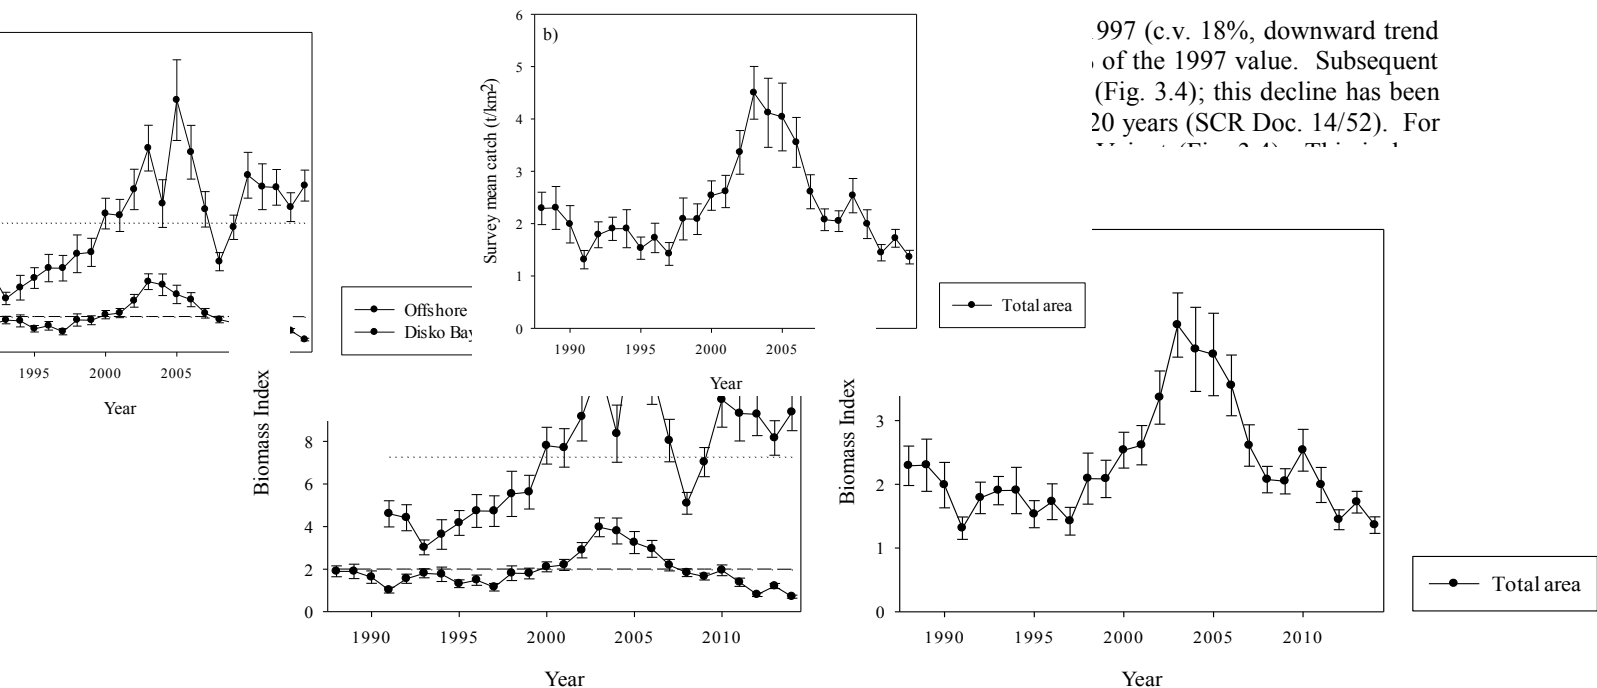 .997 (c.v. 18%, downward trend
of the 1997 value. Subsequent
(Fig. 3.4); this decline has been
20 years (SCR Doc. 14/52). For
b)
6
5
4
3
2
1
0
Survey mean catch (t/km2)
1990 1995 2000 2005
Year
Total area
1995 2000 2005
Year
Offshore
Disko Bay
Biomass Index
8
6
4
2
0
1990 1995 2000 2005 2010
Year
Biomass Index
3
2
1
0
1990 1995 2000 2005 2010
Year
Total area